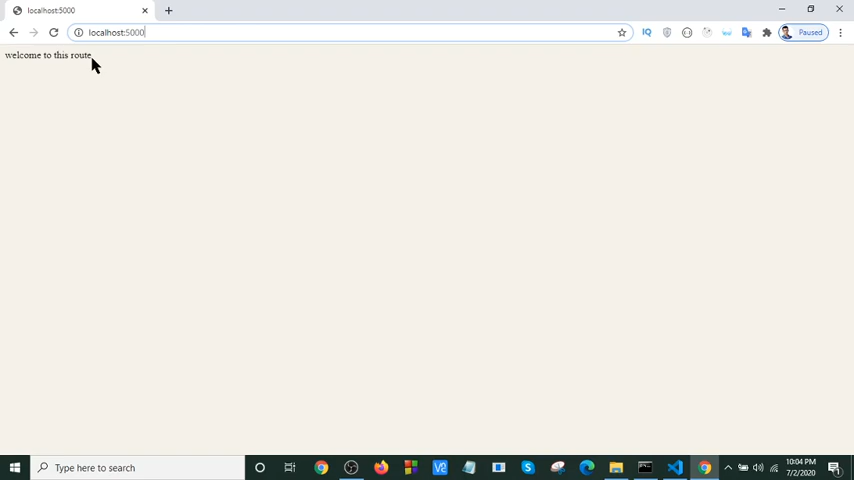 localhost:5000
localhost:5000
IQ
Paused
welcome to this route
Type here to search
10:04 PM
7/2/2020